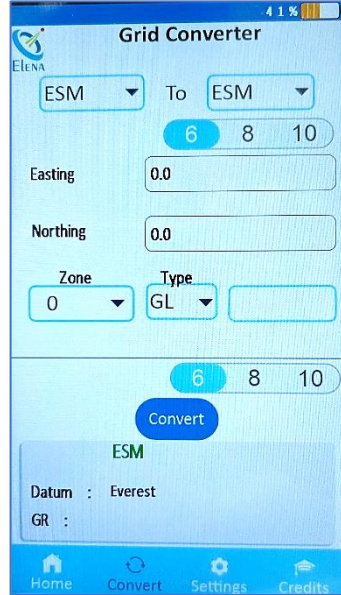 41%
Grid Converter
ELENA
ESM To ESM
6 8 10
Easting 0.0
Northing 0.0
Zone Type
0 GL
6 8 10
Convert
ESM
Datum : Everest
GR :
Home Convert Settings Credits